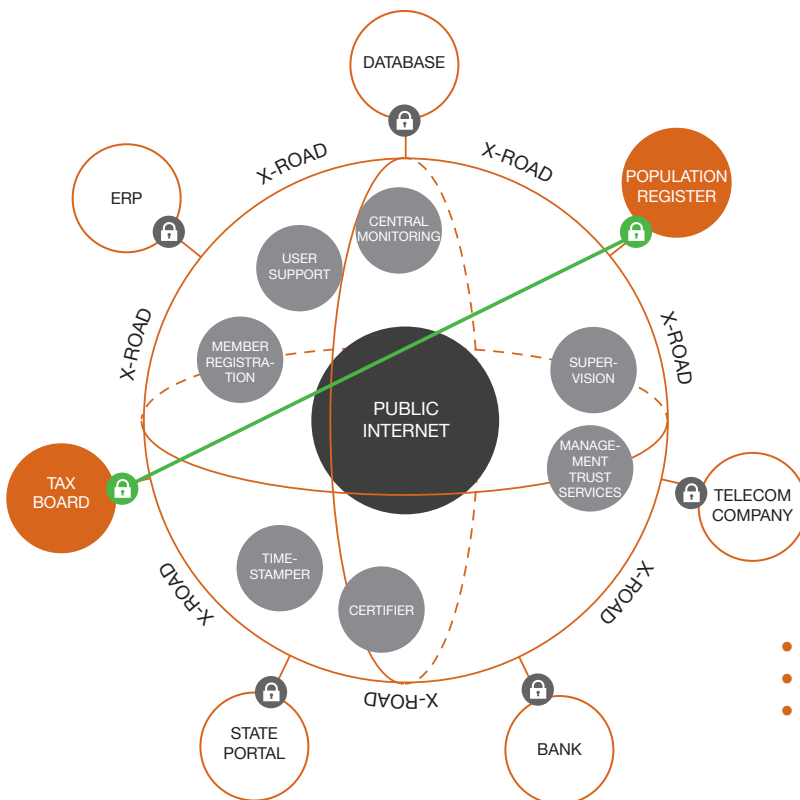 DATABASE
X-ROAD
X-ROAD
POPULATION
REGISTER
ERP
CENTRAL
MONITORING
USER
SUPPORT
X-ROAD
X-ROAD
MEMBER
REGISTRA-
TION
SUPER-
VISION
PUBLIC
INTERNET
MANAGE-
MENT
TRUST
SERVICES
TAX
BOARD
TELECOM
COMPANY
TIME-
STAMPER
CERTIFIER
X-ROAD
X-ROAD
X-ROAD
STATE
PORTAL
BANK